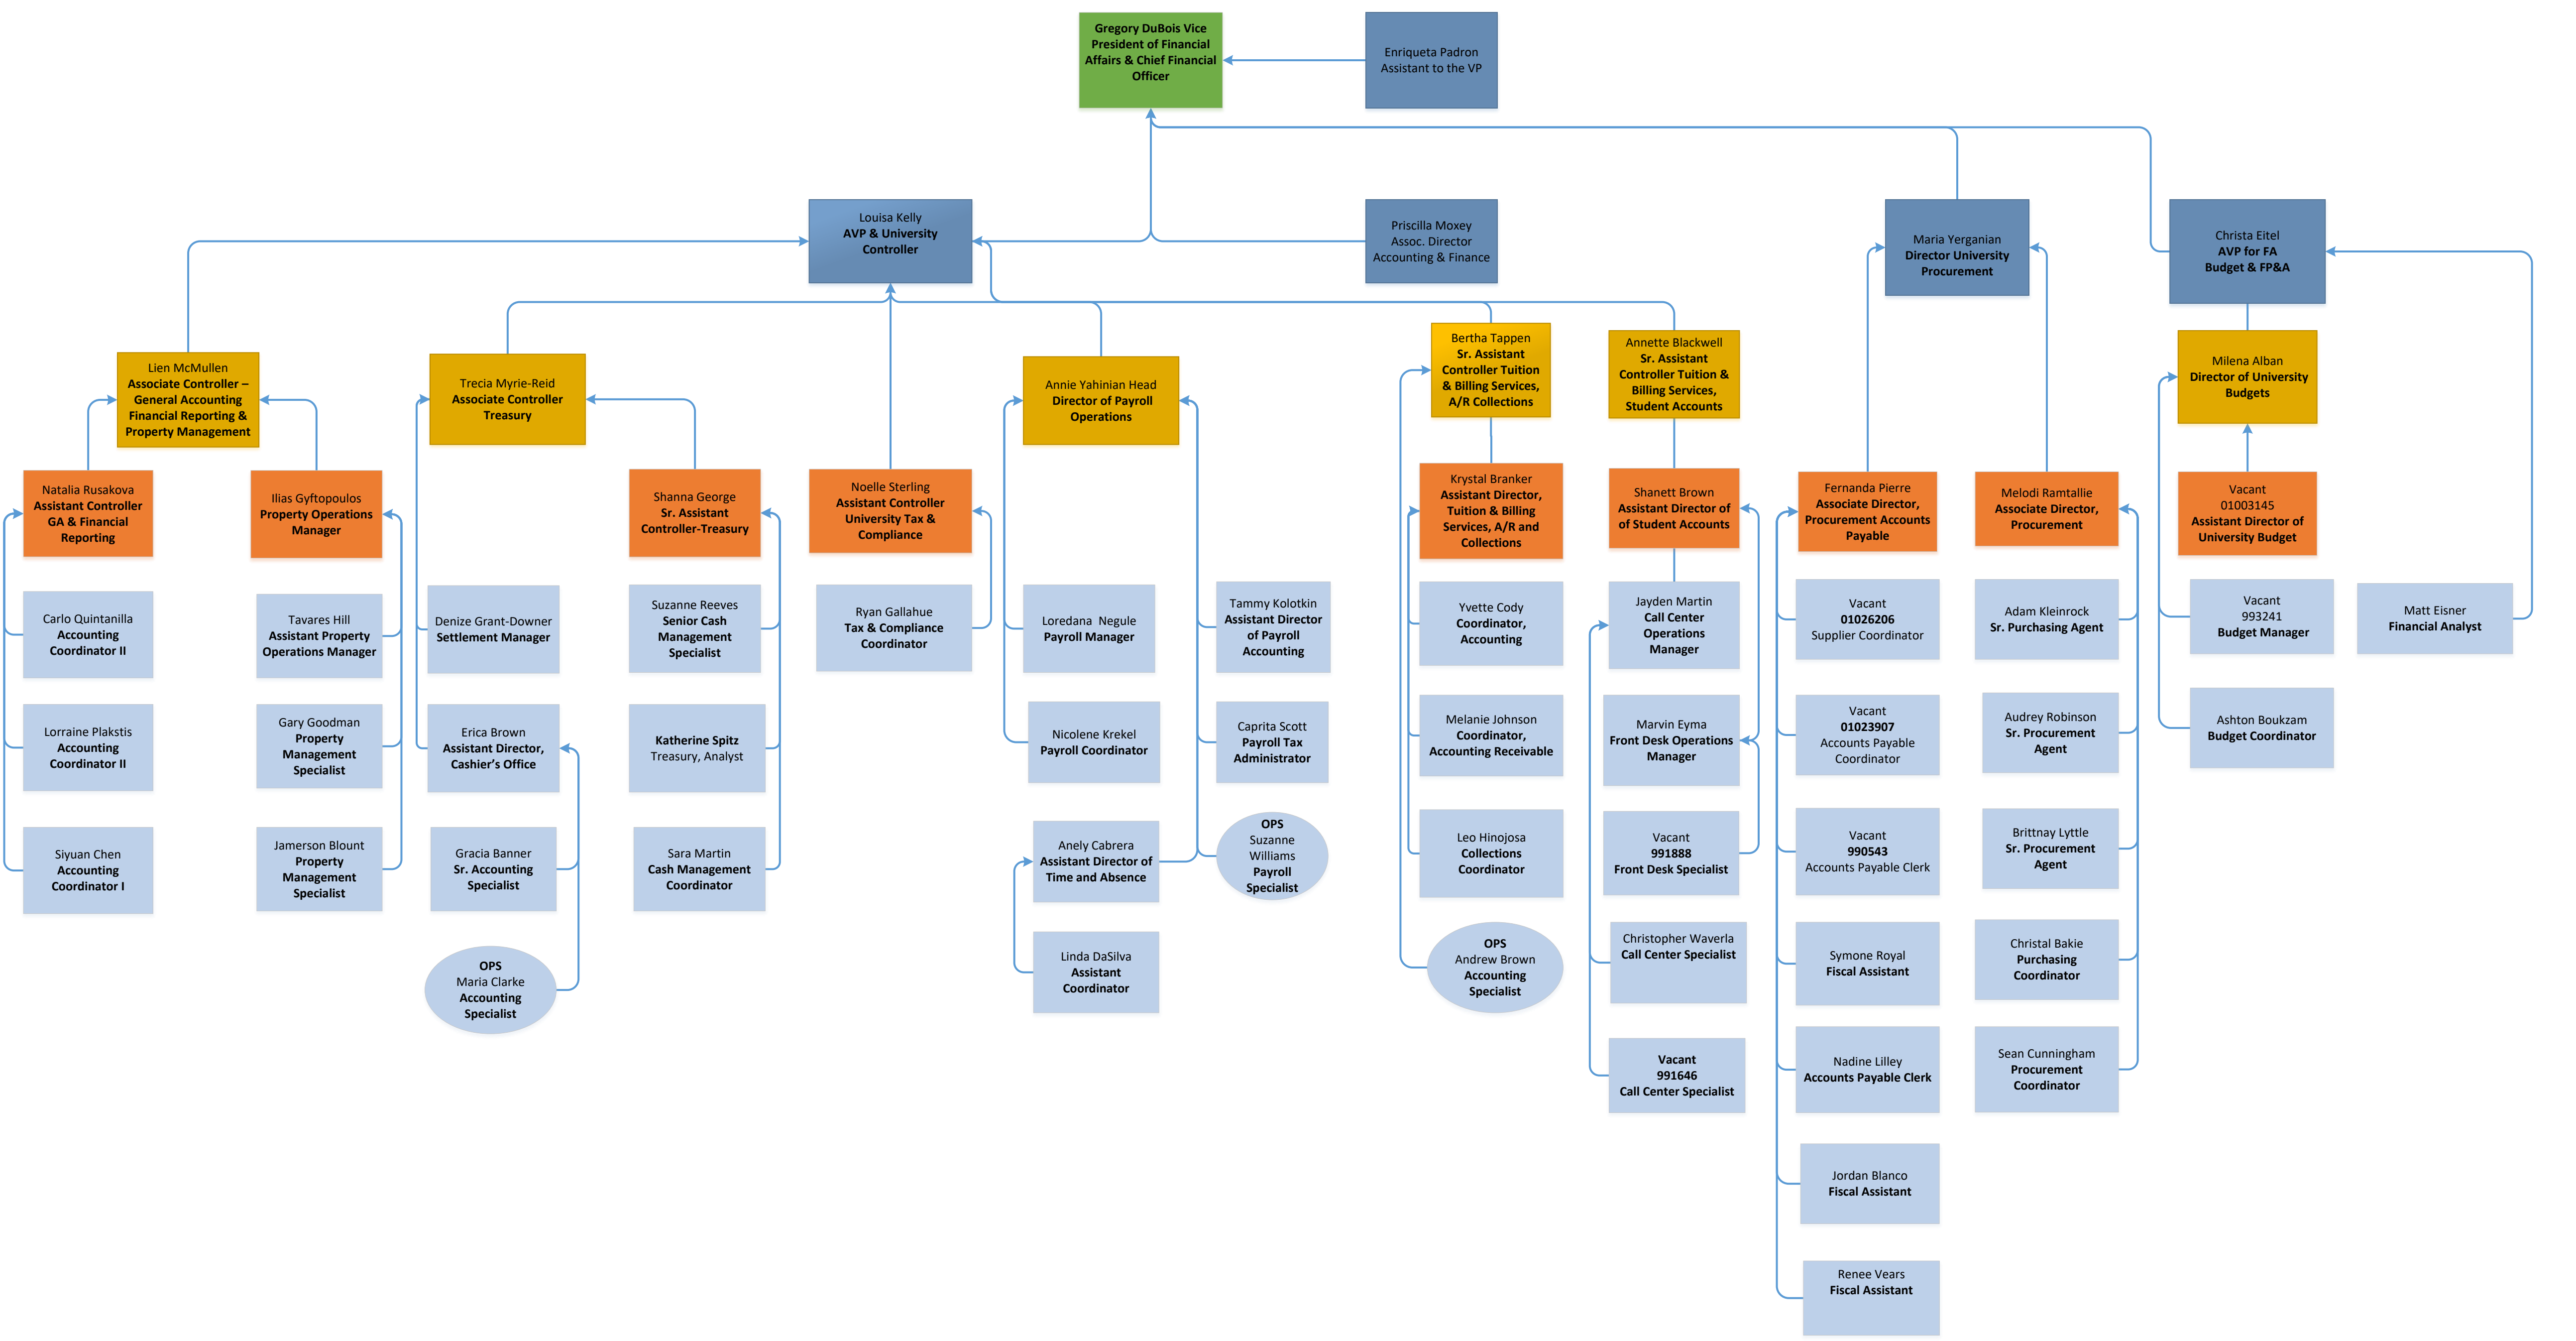 Gregory DuBois Vice
President of Financial
Affairs & Chief Financial
Officer
Enriqueta Padron
Assistant to the VP
Louisa Kelly
AVP & University
Controller
Priscilla Moxey
Assoc. Director
Accounting & Finance
Maria Yerganian
Director University
Procurement
Christa Eitel
AVP for FA
Budget & FP&A
Lien McMullen
Associate Controller –
General Accounting
Financial Reporting &
Property Management
Trecia Myrie-Reid
Associate Controller
Treasury
Annie Yahinian Head
Director of Payroll
Operations
Bertha Tappen
Sr. Assistant
Controller Tuition
& Billing Services,
A/R Collections
Annette Blackwell
Sr. Assistant
Controller Tuition &
Billing Services,
Student Accounts
Milena Alban
Director of University
Budgets
Natalia Rusakova
Assistant Controller
GA & Financial
Reporting
Ilias Gyftopoulos
Property Operations
Manager
Shanna George
Sr. Assistant
Controller-Treasury
Noelle Sterling
Assistant Controller
University Tax &
Compliance
Krystal Branker
Assistant Director,
Tuition & Billing
Services, A/R and
Collections
Shanett Brown
Assistant Director of
of Student Accounts
Fernanda Pierre
Associate Director,
Procurement Accounts
Payable
Melodi Ramtallie
Associate Director,
Procurement
Vacant
01003145
Assistant Director of
University Budget
Carlo Quintanilla
Accounting
Coordinator II
Tavares Hill
Assistant Property
Operations Manager
Denize Grant-Downer
Settlement Manager
Suzanne Reeves
Senior Cash
Management
Specialist
Ryan Gallahue
Tax & Compliance
Coordinator
Loredana  Negule
Payroll Manager
Tammy Kolotkin
Assistant Director
of Payroll
Accounting
Yvette Cody
Coordinator,
Accounting
Jayden Martin
Call Center
Operations
Manager
Vacant
01026206
Supplier Coordinator
Adam Kleinrock
Sr. Purchasing Agent
Vacant
993241
Budget Manager
Matt Eisner
Financial Analyst
Lorraine Plakstis
Accounting
Coordinator II
Gary Goodman
Property
Management
Specialist
Erica Brown
Assistant Director,
Cashier’s Office
Katherine Spitz
Treasury, Analyst
Nicolene Krekel
Payroll Coordinator
Caprita Scott
Payroll Tax
Administrator
Melanie Johnson
Coordinator,
Accounting Receivable
Marvin Eyma
Front Desk Operations
Manager
Vacant
01023907
Accounts Payable
Coordinator
Audrey Robinson
Sr. Procurement
Agent
Ashton Boukzam
Budget Coordinator
Siyuan Chen
Accounting
Coordinator I
Jamerson Blount
Property
Management
Specialist
Gracia Banner
Sr. Accounting
Specialist
Sara Martin
Cash Management
Coordinator
Anely Cabrera
Assistant Director of
Time and Absence
OPS
Suzanne
Williams
Payroll
Specialist
Leo Hinojosa
Collections
Coordinator
Vacant
991888
Front Desk Specialist
Vacant
990543
Accounts Payable Clerk
Brittnay Lyttle
Sr. Procurement
Agent
OPS
Maria Clarke
Accounting
Specialist
Linda DaSilva
Assistant
Coordinator
OPS
Andrew Brown
Accounting
Specialist
Christopher Waverla
Call Center Specialist
Symone Royal
Fiscal Assistant
Christal Bakie
Purchasing
Coordinator
Vacant
991646
Call Center Specialist
Nadine Lilley
Accounts Payable Clerk
Sean Cunningham
Procurement
Coordinator
Jordan Blanco
Fiscal Assistant
Renee Vears
Fiscal Assistant